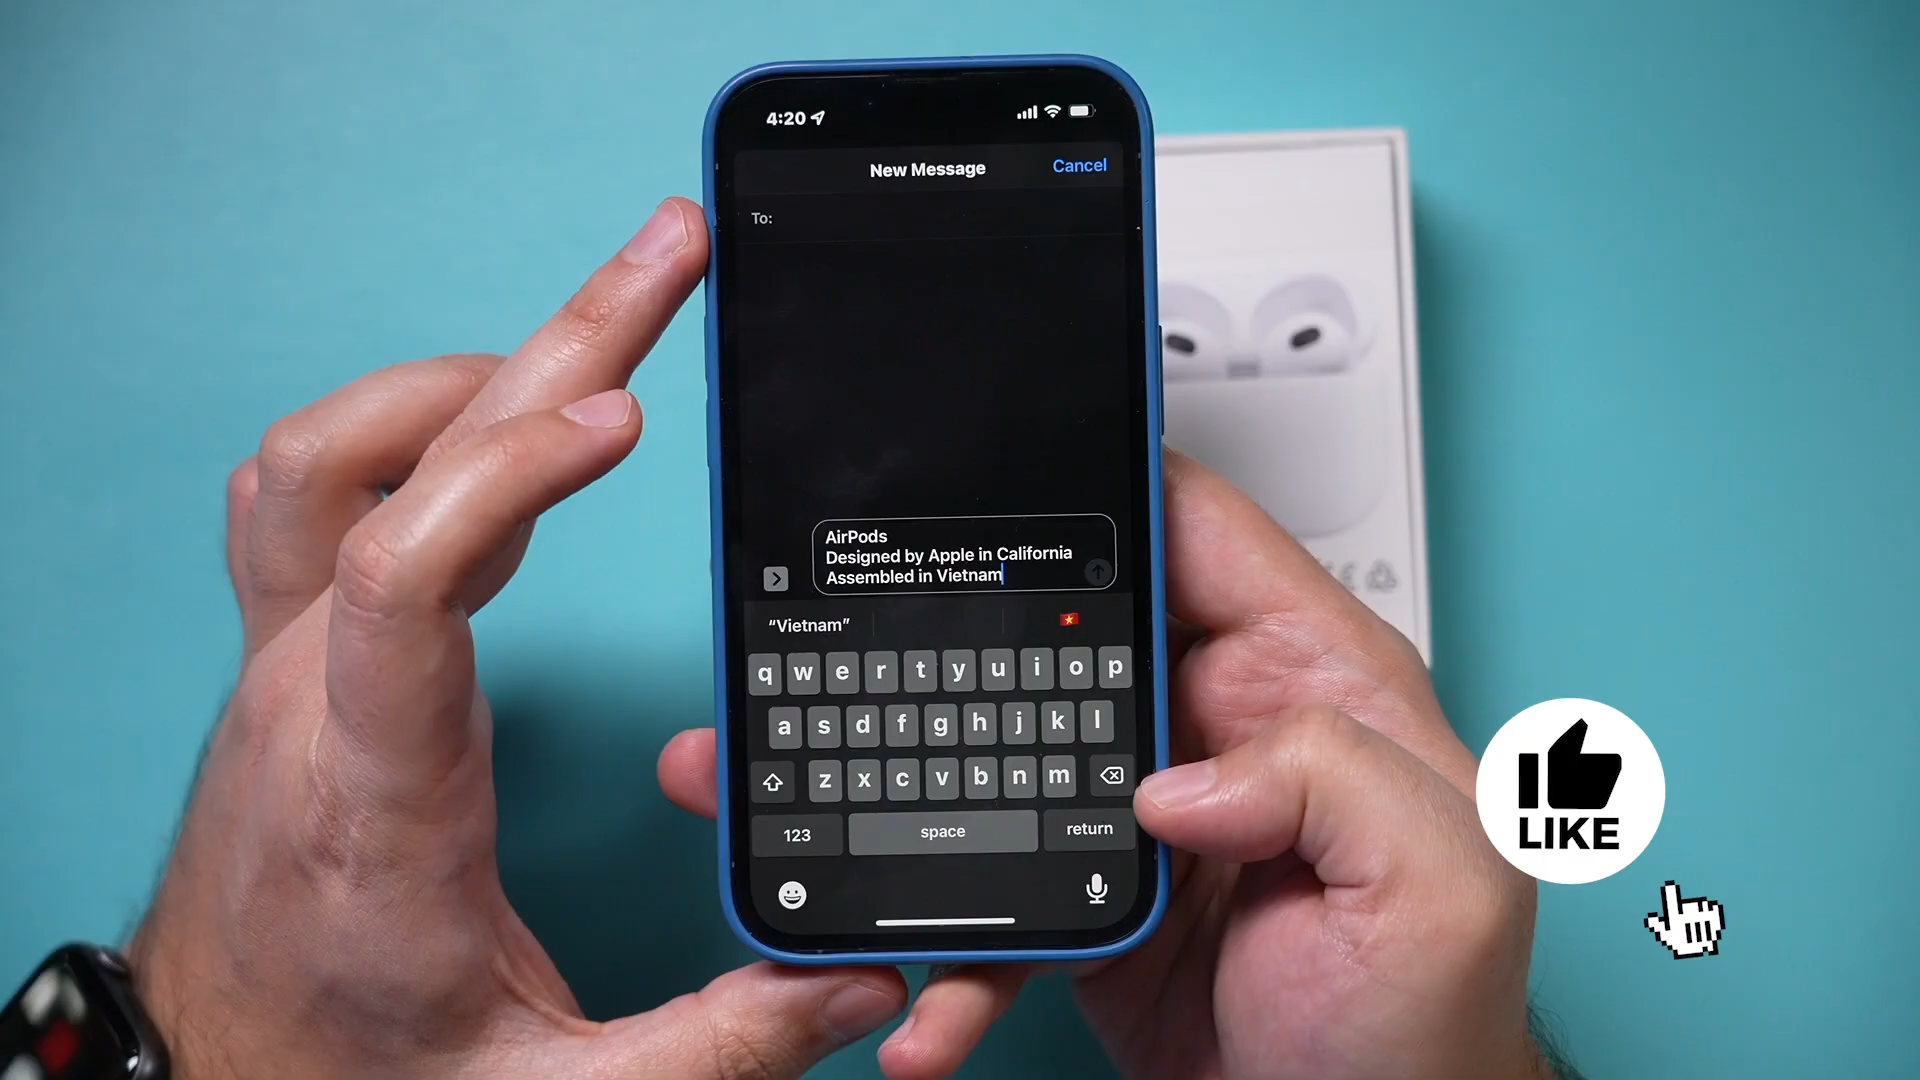 4:20
New Message
Cancel
To:
AirPods
Designed by Apple in California
Assembled in Vietnam
“Vietnam”
q w e r t y u i o p
a s d f g h j k l
z x c v b n m
123 space return
LIKE